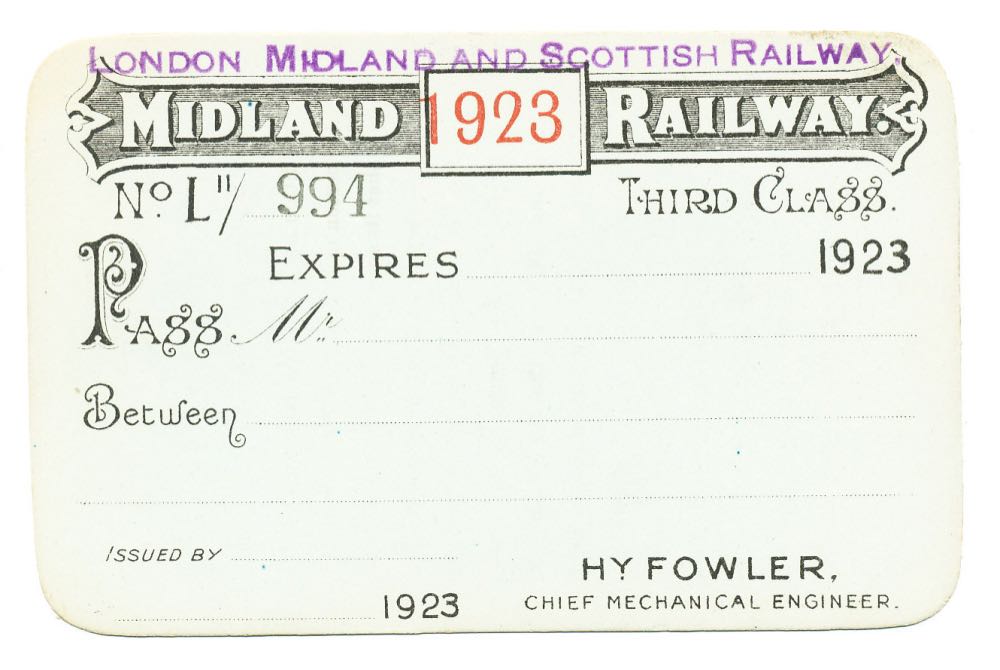 LONDON MIDLAND AND SCOTTISH RAILWAY.
MIDLAND 1923 RAILWAY.
No. L"/ 994 THIRD CLASS.
EXPIRES 1923
PASS Mr.
Between
ISSUED BY
HY FOWLER,
1923 CHIEF MECHANICAL ENGINEER.